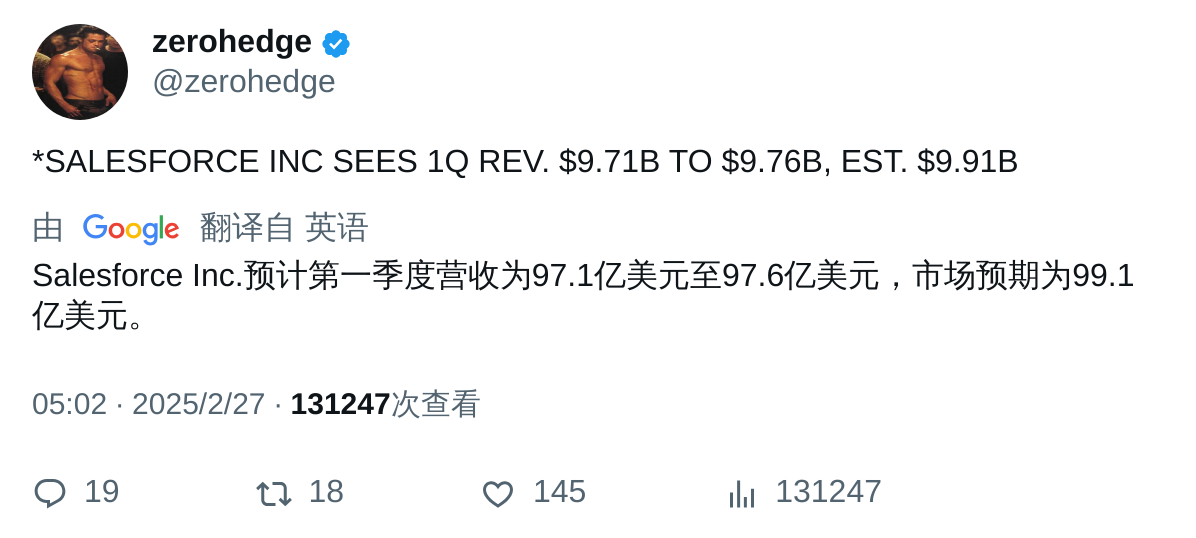 zerohedge
@zerohedge
*SALESFORCE INC SEES 1Q REV. $9.71B TO $9.76B, EST. $9.91B
由 Google 翻译自 英语
Salesforce Inc.预计第一季度营收为97.1亿美元至97.6亿美元，市场预期为99.1
亿美元。
05:02 · 2025/2/27 · 131247次查看
19 18 145 131247